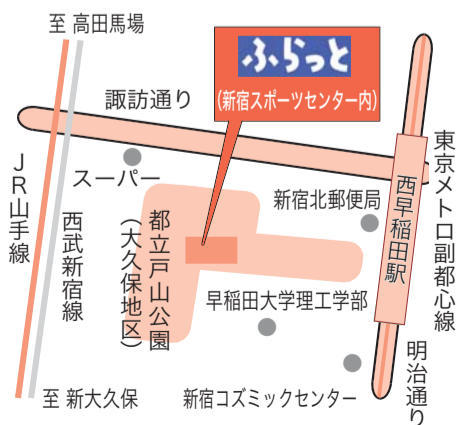 至 高田馬場
ふらっと
(新宿スポーツセンター内)
諏訪通り
スーパー
JR山手線
西武新宿線
都立戸山公園
(大久保地区)
新宿北郵便局
西早稲田駅
東京メトロ副都心線
早稲田大学理工学部
明治通り
至 新大久保
新宿コズミックセンター